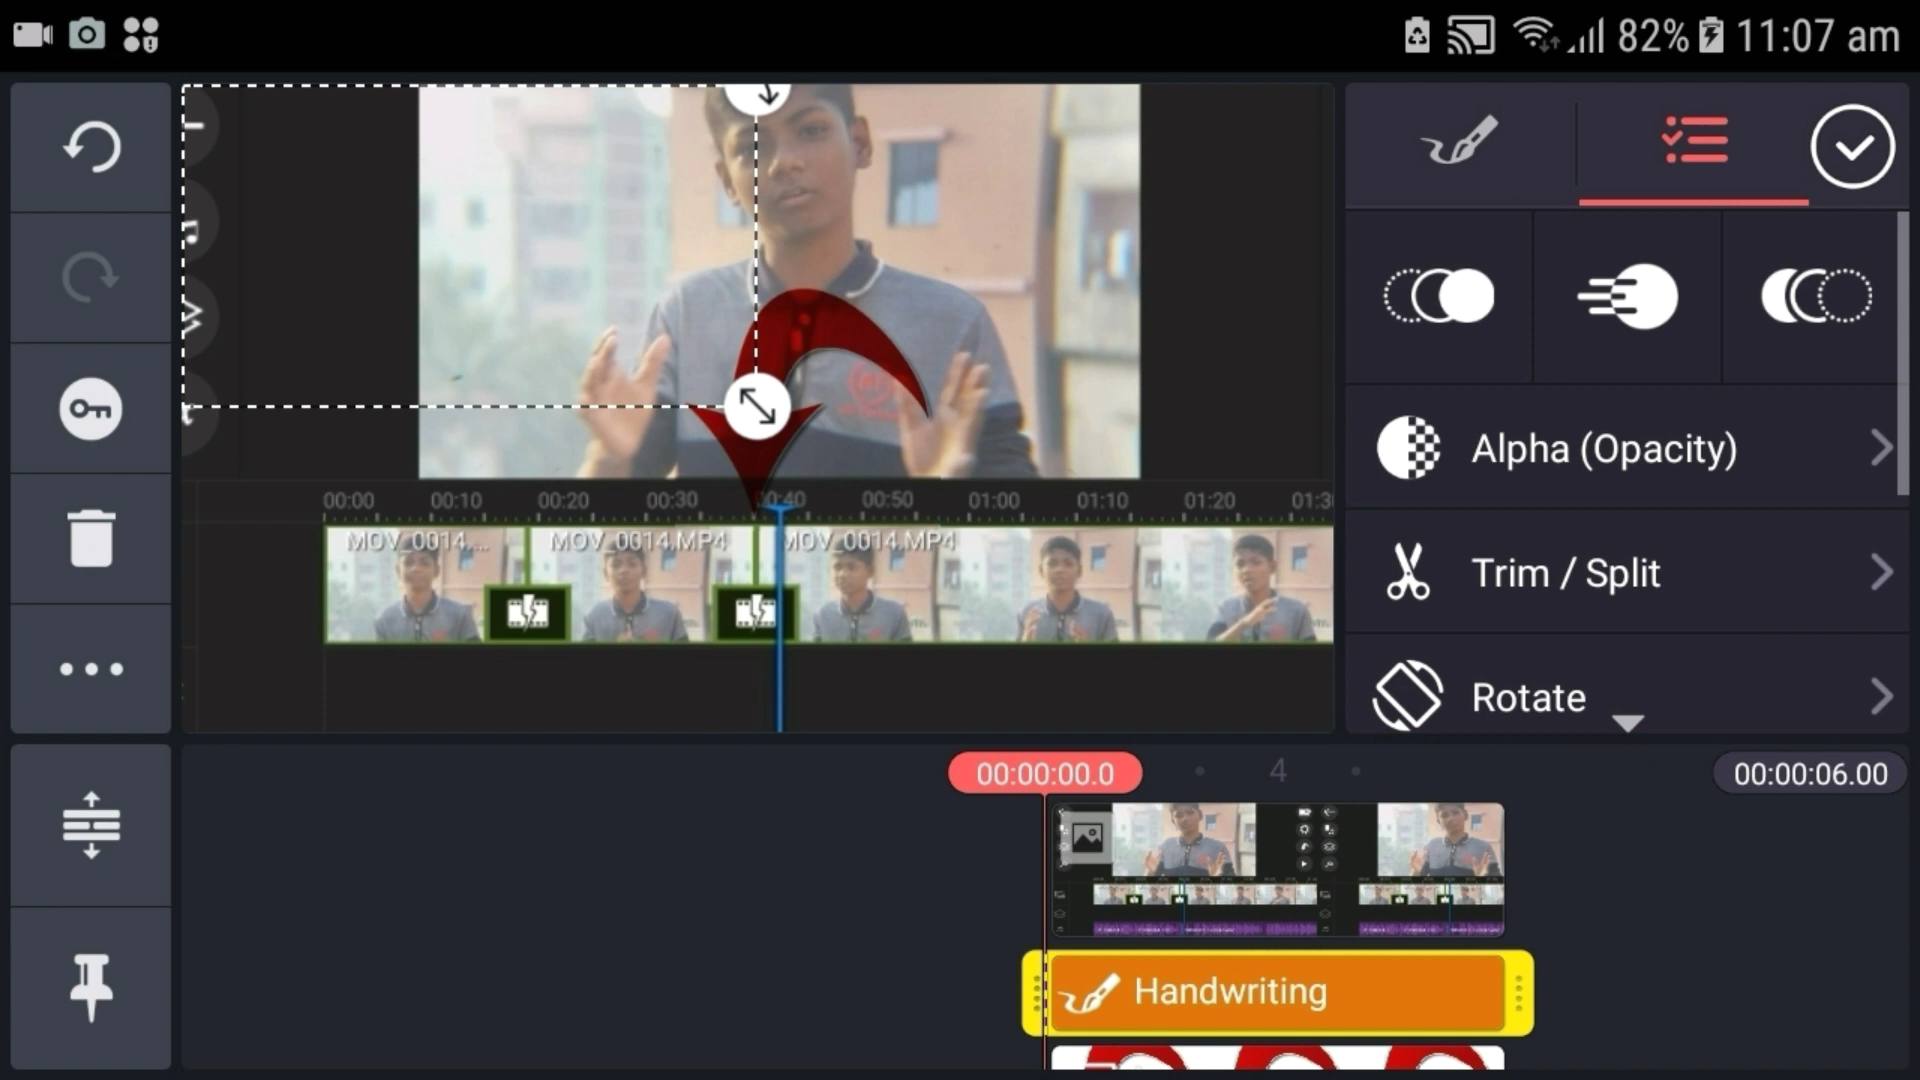 82% 11:07 am
00:00 00:10 00:20 00:30 00:40 00:50 01:00 01:10 01:20 01:3
MOV_0014,... MOV_0014,MP4 MOV_0014,MP4
Alpha (Opacity)
Trim / Split
Rotate
00:00:00.0 4 00:00:06.00
Handwriting